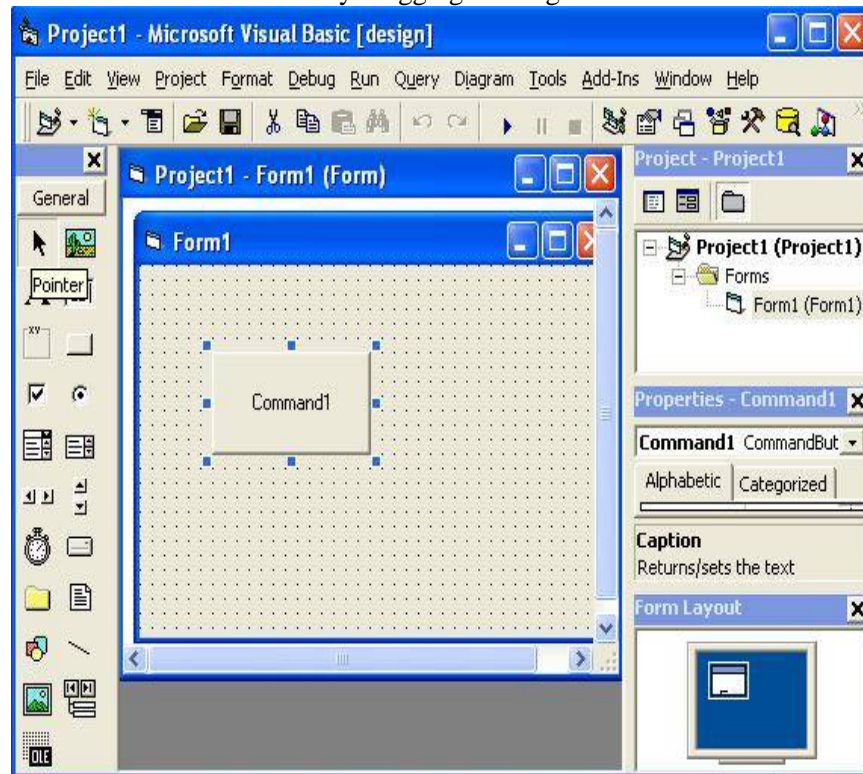 Project1 - Microsoft Visual Basic [design]
File Edit View Project Format Debug Run Query Diagram Tools Add-Ins Window Help
General
Pointer
XY
OLE
Project1 - Form1 (Form)
Form1
Command1
Project - Project1
Project1 (Project1)
Forms
Form1 (Form1)
Properties - Command1
Command1 CommandBut
Alphabetic Categorized
Caption
Returns/sets the text
Form Layout